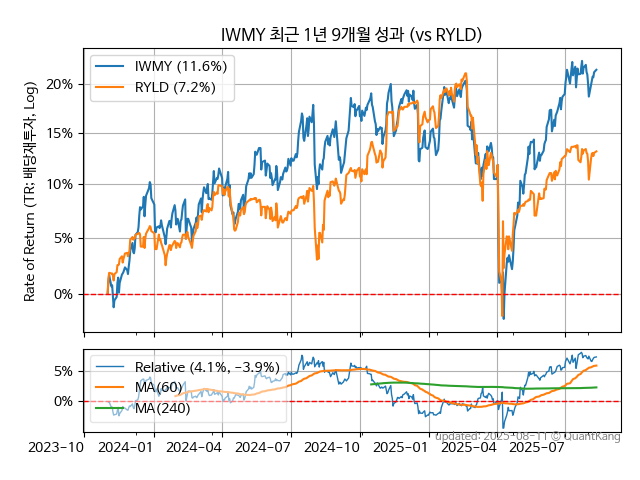 IWMY 최근 1년 9개월 성과 (vs RYLD)
Rate of Return (TR: 배당재투자, Log)
IWMY (11.6%)
RYLD (7.2%)
20%
15%
10%
5%
0%
Relative (4.1%, −3.9%)
MA(60)
MA(240)
5%
0%
2023-10
2024-01
2024-04
2024-07
2024-10
2025-01
2025-04
2025-07
updated: 2025-08-11 © QuantKang